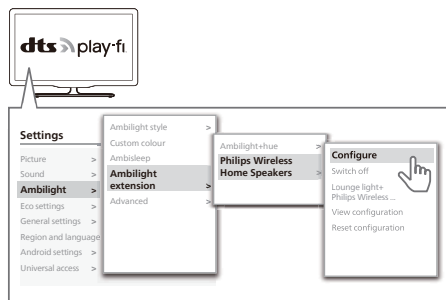 dts play-fi
Settings
Picture >
Sound >
Ambilight >
Eco settings >
General settings >
Region and language
Android settings >
Universal access >
Ambilight style >
Custom colour
Ambisleep
Ambilight
extension >
Advanced >
Ambilight+hue >
Philips Wireless
Home Speakers >
Configure
Switch off
Lounge light+
Philips Wireless ...
View configuration
Reset configuration